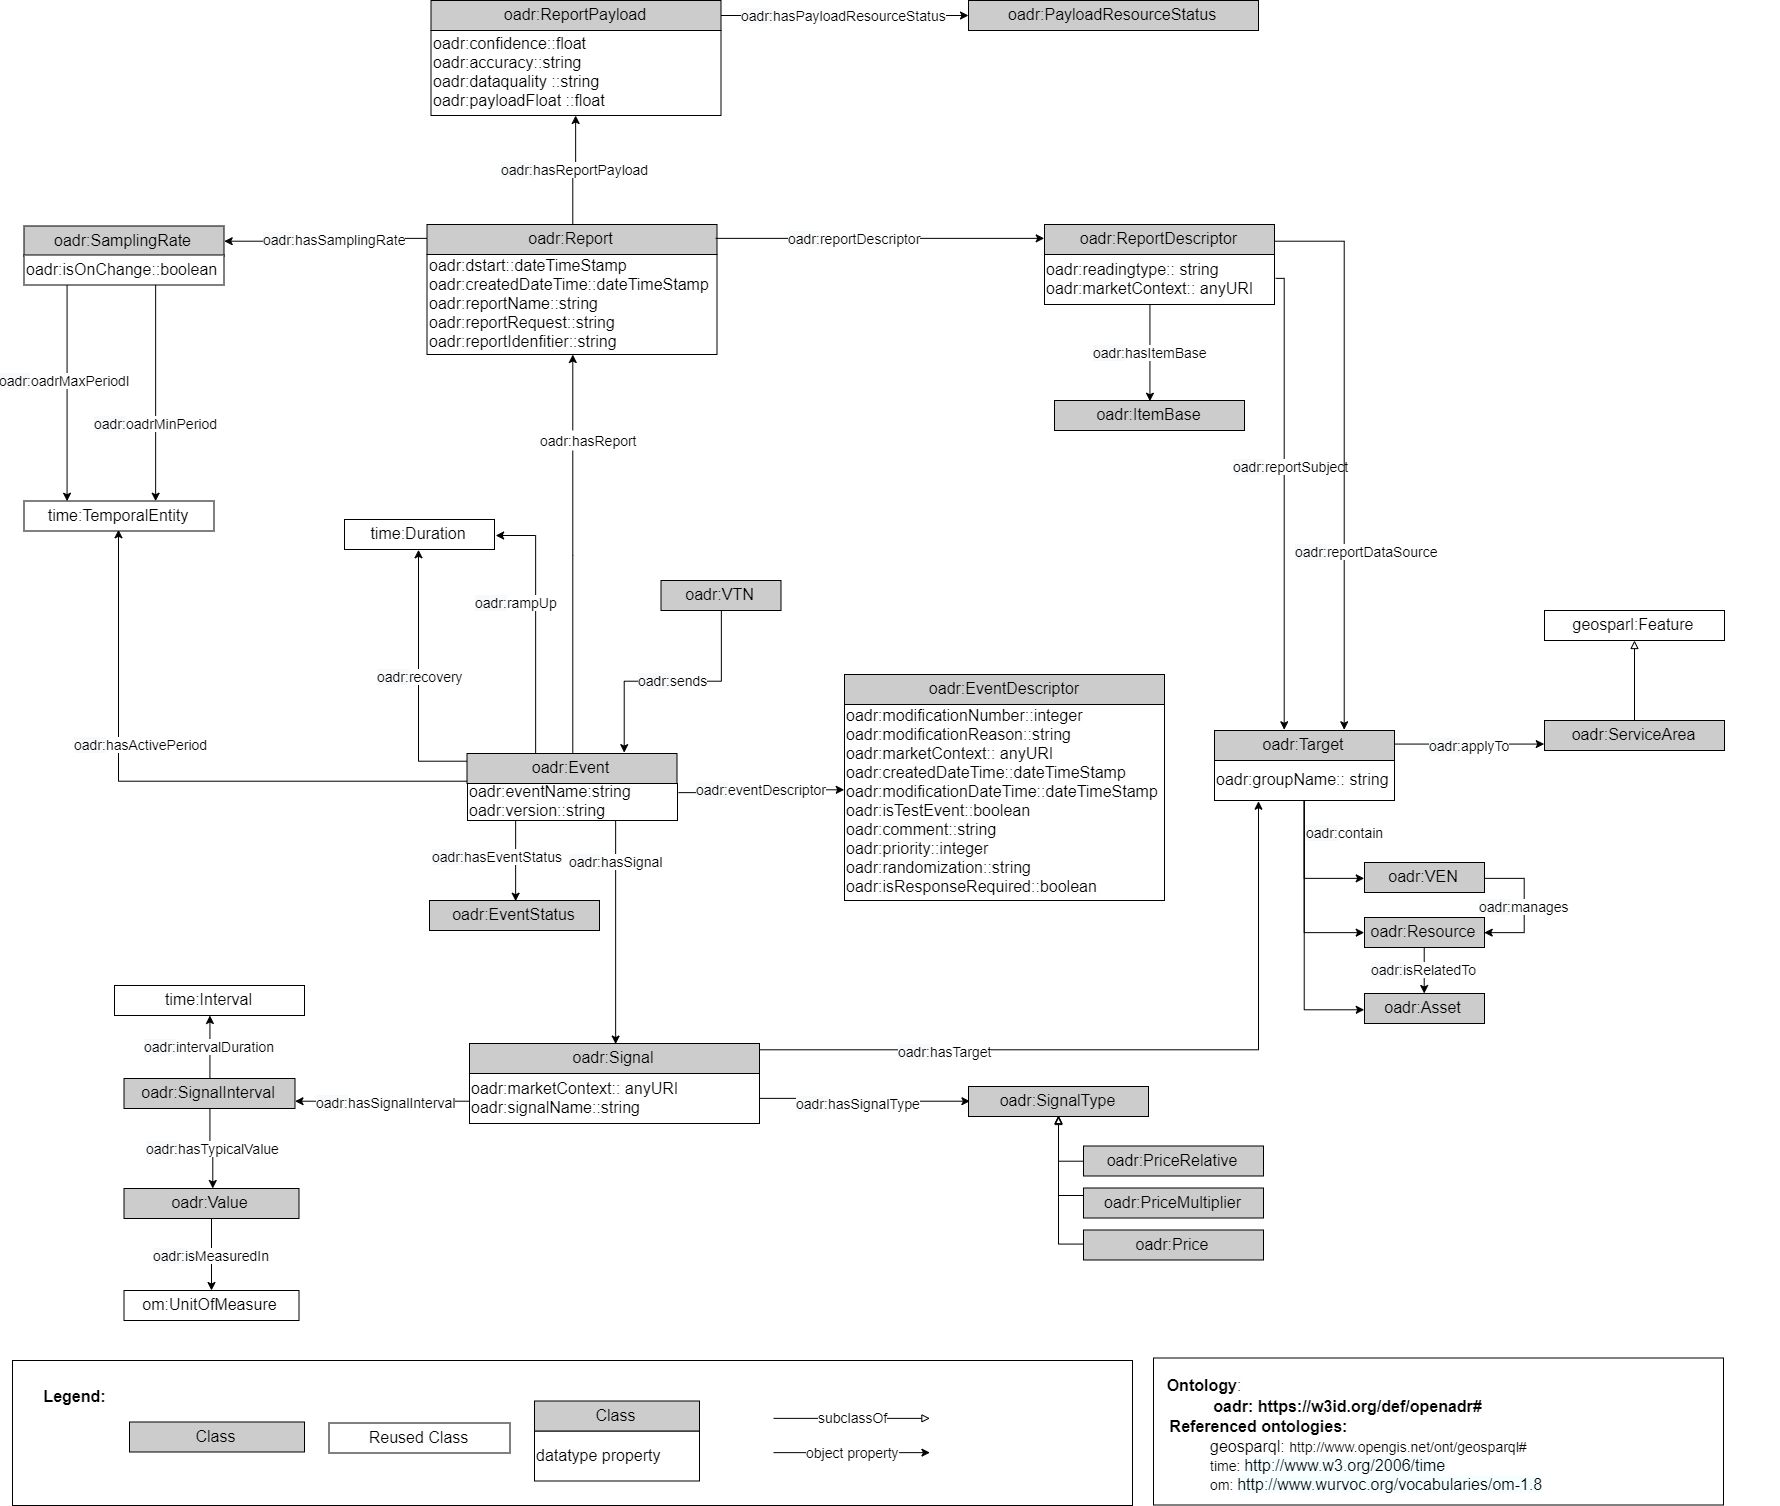 oadr:ReportPayload
oadr:confidence::float
oadr:accuracy::string
oadr:dataquality ::string
oadr:payloadFloat ::float
oadr:hasPayloadResourceStatus
oadr:PayloadResourceStatus
oadr:hasReportPayload
oadr:SamplingRate
oadr:isOnChange::boolean
oadr:hasSamplingRate
oadr:Report
oadr:dstart::dateTimeStamp
oadr:createdDateTime::dateTimeStamp
oadr:reportName::string
oadr:reportRequest::string
oadr:reportIdenfitier::string
oadr:reportDescriptor
oadr:ReportDescriptor
oadr:readingtype:: string
oadr:marketContext:: anyURI
oadr:hasItemBase
oadr:ItemBase
oadr:oadrMaxPeriodI
oadr:oadrMinPeriod
time:TemporalEntity
oadr:hasReport
oadr:reportSubject
oadr:reportDataSource
time:Duration
oadr:rampUp
oadr:recovery
oadr:VTN
oadr:sends
oadr:hasActivePeriod
oadr:Event
oadr:eventName:string
oadr:version::string
oadr:eventDescriptor
oadr:EventDescriptor
oadr:modificationNumber::integer
oadr:modificationReason::string
oadr:marketContext:: anyURI
oadr:createdDateTime::dateTimeStamp
oadr:modificationDateTime::dateTimeStamp
oadr:isTestEvent::boolean
oadr:comment::string
oadr:priority::integer
oadr:randomization::string
oadr:isResponseRequired::boolean
geosparl:Feature
oadr:Target
oadr:groupName:: string
oadr:applyTo
oadr:ServiceArea
oadr:contain
oadr:VEN
oadr:manages
oadr:Resource
oadr:isRelatedTo
oadr:Asset
oadr:hasEventStatus
oadr:hasSignal
oadr:EventStatus
time:Interval
oadr:intervalDuration
oadr:SignalInterval
oadr:hasSignalInterval
oadr:Signal
oadr:marketContext:: anyURI
oadr:signalName::string
oadr:hasTarget
oadr:hasSignalType
oadr:SignalType
oadr:PriceRelative
oadr:PriceMultiplier
oadr:Price
oadr:hasTypicalValue
oadr:Value
oadr:isMeasuredIn
om:UnitOfMeasure
Legend:
Class
Reused Class
Class
datatype property
subclassOf
object property
Ontology:
oadr: https://w3id.org/def/openadr#
Referenced ontologies:
geosparql: http://www.opengis.net/ont/geosparql#
time: http://www.w3.org/2006/time
om: http://www.wurvoc.org/vocabularies/om-1.8